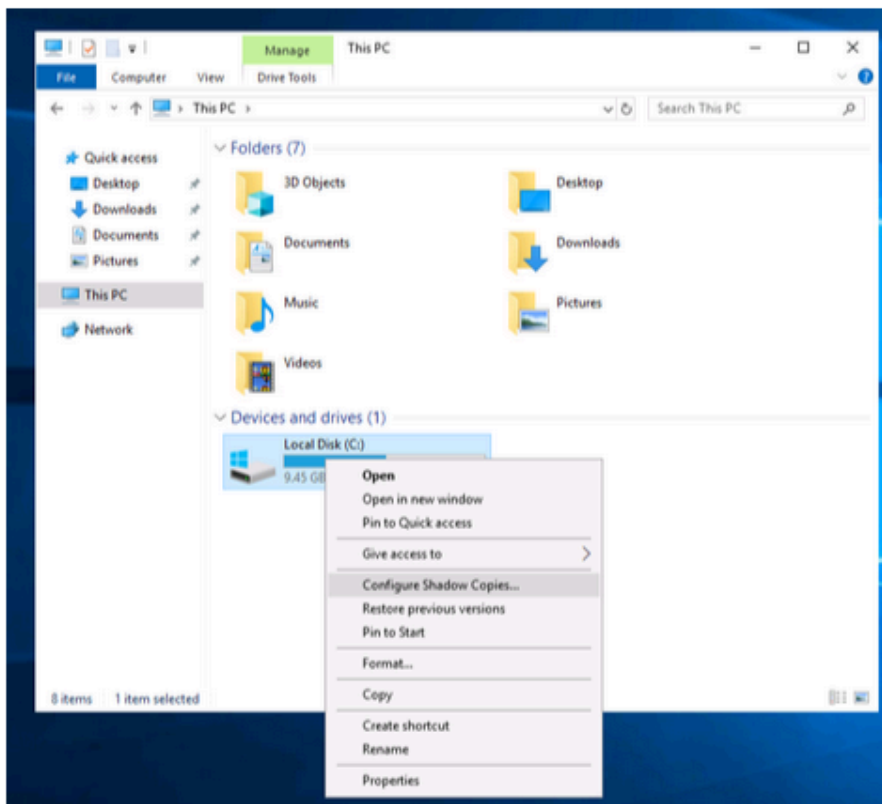 Manage This PC
File Computer View Drive Tools
This PC Search This PC
Quick access
Desktop
Downloads
Documents
Pictures
This PC
Network
Folders (7)
3D Objects Desktop
Documents Downloads
Music Pictures
Videos
Devices and drives (1)
Local Disk (C:)
9.45 GB
Open
Open in new window
Pin to Quick access
Give access to
Configure Shadow Copies...
Restore previous versions
Pin to Start
Format...
Copy
Create shortcut
Rename
Properties
8 items 1 item selected